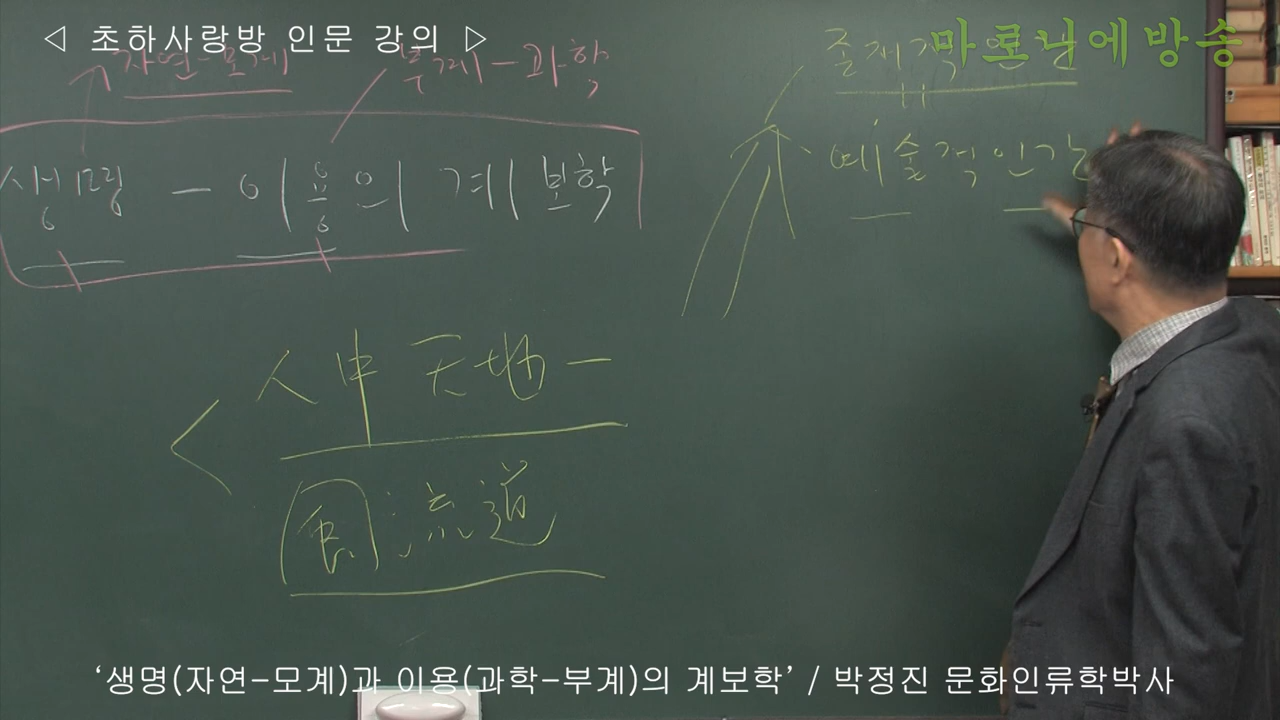 ◁ 초하사랑방 인문 강의 ▷
마로니에방송
자연-모계
부계-과학
생명 - 이용의 계보학
예술적인간
人中天地一
風流道
‘생명(자연-모계)과 이용(과학-부계)의 계보학’ / 박정진 문화인류학박사